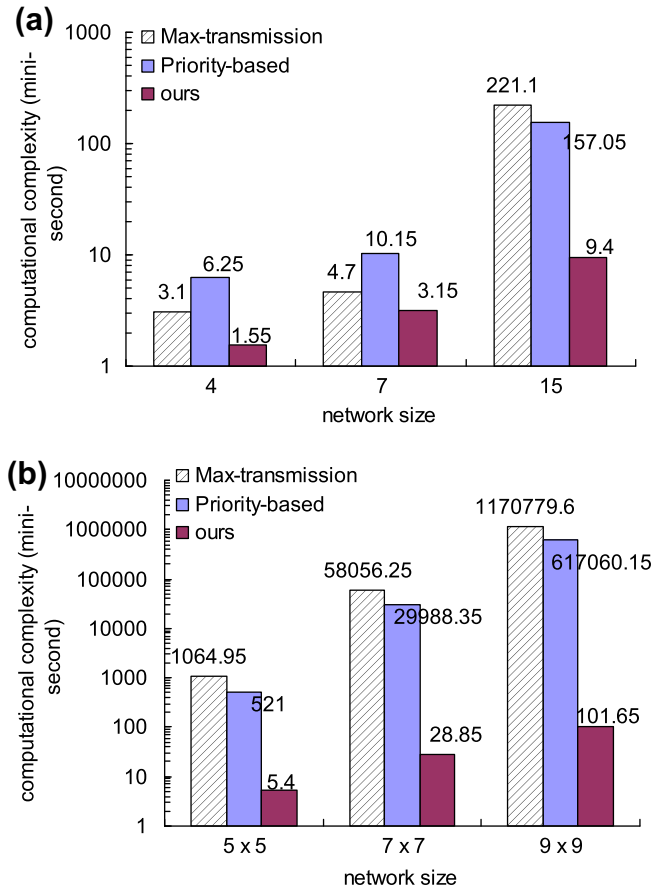 (a)
1000
100
10
1
computational complexity (mini-
second)
Max-transmission
Priority-based
ours
3.1
6.25
1.55
4.7
10.15
3.15
221.1
157.05
9.4
4
7
15
network size
(b)
10000000
1000000
100000
10000
1000
100
10
1
computational complexity (mini-
second)
Max-transmission
Priority-based
ours
1064.95
521
5.4
58056.25
29988.35
28.85
1170779.6
617060.15
101.65
5 x 5
7 x 7
9 x 9
network size